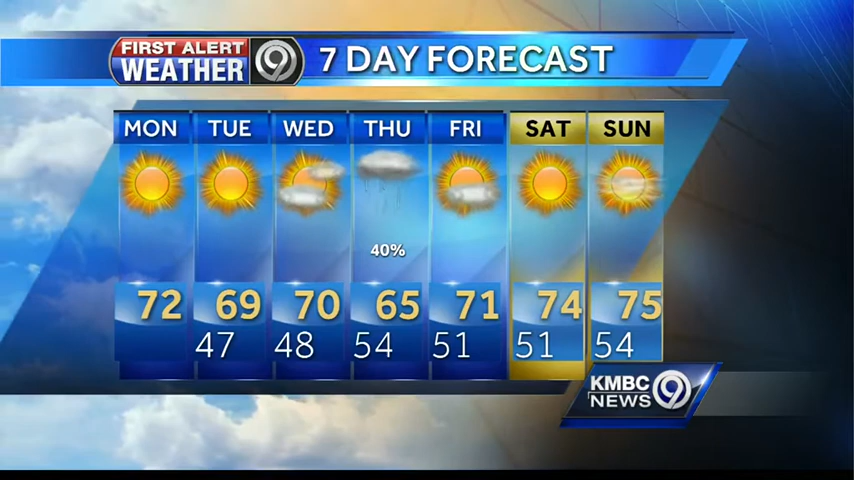 FIRST ALERT
WEATHER 9
7 DAY FORECAST
MON TUE WED THU FRI SAT SUN
40%
72 69 70 65 71 74 75
47 48 54 51 51 54
KMBC 9
NEWS